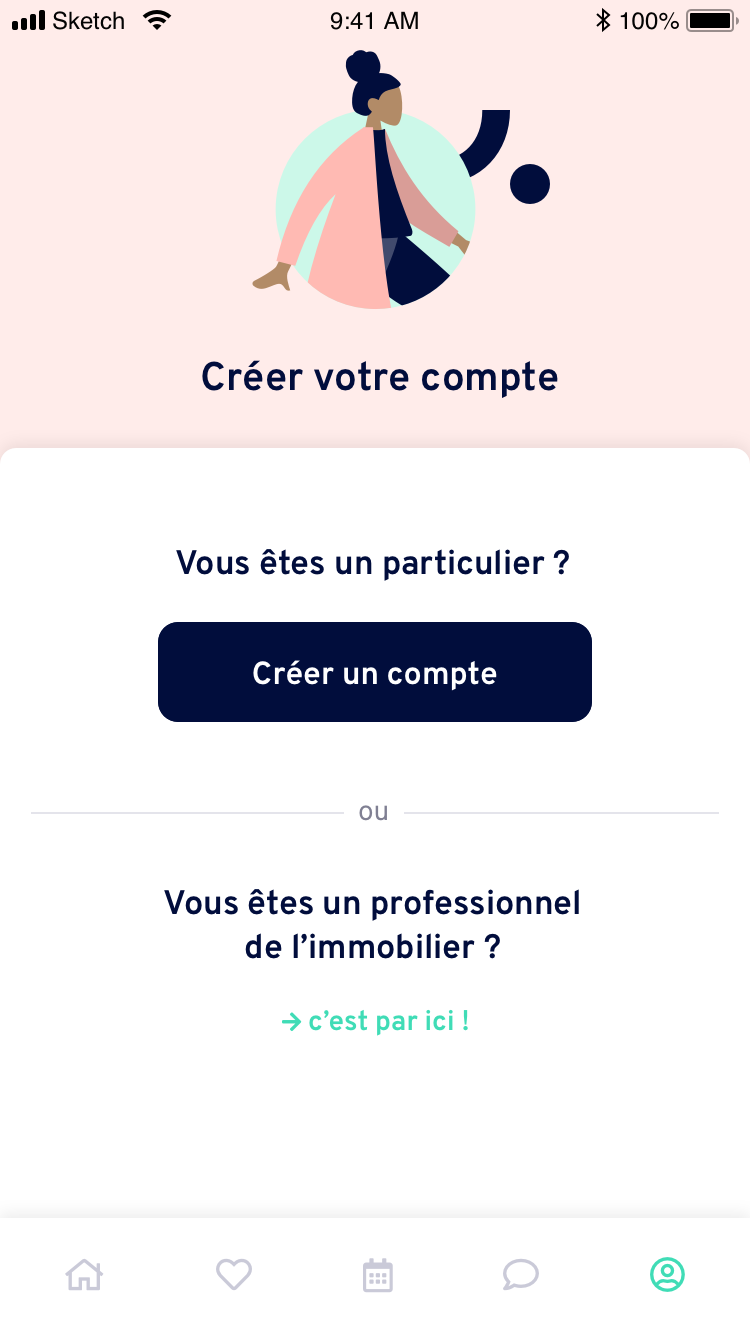 Sketch 9:41 AM 100%
Créer votre compte
Vous êtes un particulier ?
Créer un compte
ou
Vous êtes un professionnel
de l’immobilier ?
→ c’est par ici !